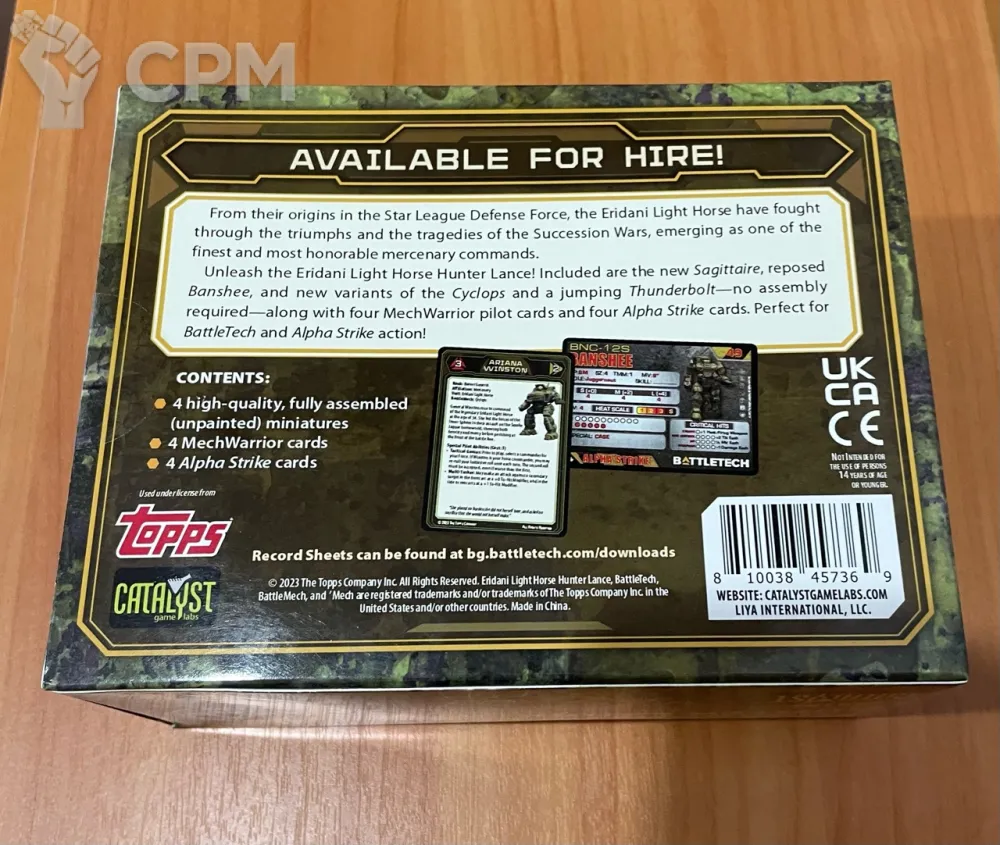 CPM
AVAILABLE FOR HIRE!
From their origins in the Star League Defense Force, the Eridani Light Horse have fought
through the triumphs and the tragedies of the Succession Wars, emerging as one of the
finest and most honorable mercenary commands.
Unleash the Eridani Light Horse Hunter Lance! Included are the new Sagittaire, reposed
Banshee, and new variants of the Cyclops and a jumping Thunderbolt—no assembly
required—along with four MechWarrior pilot cards and four Alpha Strike cards. Perfect for
BattleTech and Alpha Strike action!
CONTENTS:
4 high-quality, fully assembled
(unpainted) miniatures
4 MechWarrior cards
4 Alpha Strike cards
3
ARIANA
WINSTON
BNC-12S
BANSHEE
49
HEAT SCALE
CRITICAL HITS
SPECIAL: CASE
ALPHA STRIKE
BATTLETECH
UK
CA
CE
NOT INTENDED FOR
THE USE OF PERSONS
14 YEARS OF AGE
OR YOUNGER.
Used under license from
Topps
CATALYST
game labs
Record Sheets can be found at bg.battletech.com/downloads
© 2023 The Topps Company Inc. All Rights Reserved. Eridani Light Horse Hunter Lance, BattleTech,
BattleMech, and 'Mech are registered trademarks and/or trademarks of The Topps Company Inc. in the
United States and/or other countries. Made in China.
8 10038 45736 9
WEBSITE: CATALYSTGAMELABS.COM
LIYA INTERNATIONAL, LLC.